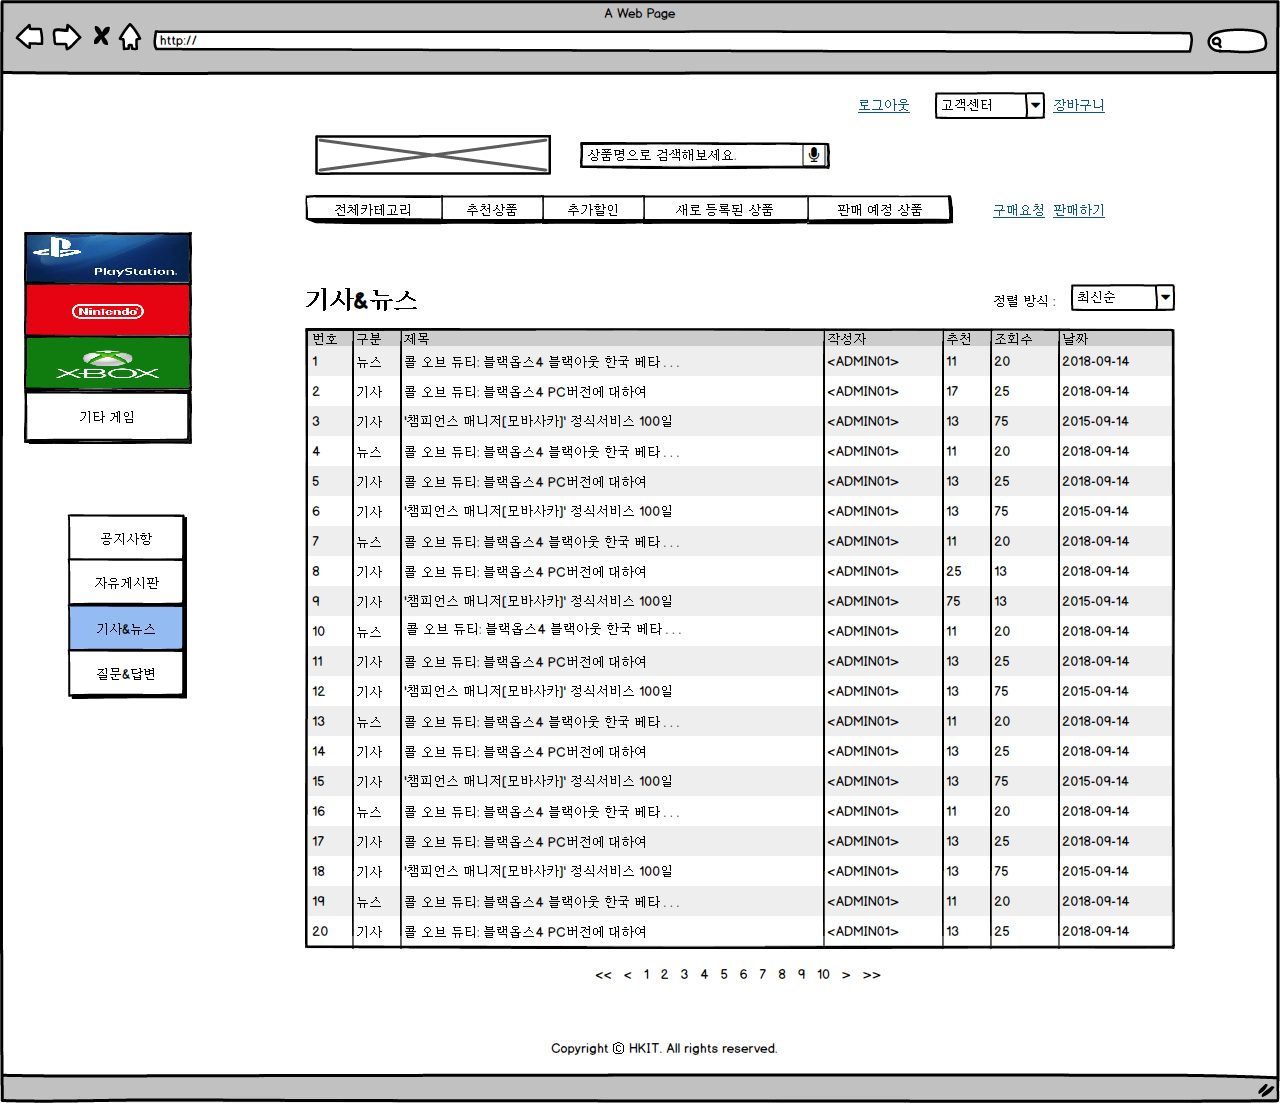 A Web Page
http://
로그아웃 고객센터 장바구니
상품명으로 검색해보세요.
전체카테고리 추천상품 추가할인 새로 등록된 상품 판매 예정 상품 구매요청 판매하기
PlayStation.
Nintendo
XBOX
기타 게임
공지사항
자유게시판
기사&뉴스
질문&답변
기사&뉴스
정렬 방식 : 최신순
번호 구분 제목 작성자 추천 조회수 날짜
1 뉴스 콜 오브 듀티: 블랙옵스4 블랙아웃 한국 베타 . . . <ADMIN01> 11 20 2018-09-14
2 기사 콜 오브 듀티: 블랙옵스4 PC버전에 대하여 <ADMIN01> 17 25 2018-09-14
3 기사 '챔피언스 매니저[모바사카]' 정식서비스 100일 <ADMIN01> 13 75 2015-09-14
4 뉴스 콜 오브 듀티: 블랙옵스4 블랙아웃 한국 베타 . . . <ADMIN01> 11 20 2018-09-14
5 기사 콜 오브 듀티: 블랙옵스4 PC버전에 대하여 <ADMIN01> 13 25 2018-09-14
6 기사 '챔피언스 매니저[모바사카]' 정식서비스 100일 <ADMIN01> 13 75 2015-09-14
7 뉴스 콜 오브 듀티: 블랙옵스4 블랙아웃 한국 베타 . . . <ADMIN01> 11 20 2018-09-14
8 기사 콜 오브 듀티: 블랙옵스4 PC버전에 대하여 <ADMIN01> 25 13 2018-09-14
9 기사 '챔피언스 매니저[모바사카]' 정식서비스 100일 <ADMIN01> 75 13 2015-09-14
10 뉴스 콜 오브 듀티: 블랙옵스4 블랙아웃 한국 베타 . . . <ADMIN01> 11 20 2018-09-14
11 기사 콜 오브 듀티: 블랙옵스4 PC버전에 대하여 <ADMIN01> 13 25 2018-09-14
12 기사 '챔피언스 매니저[모바사카]' 정식서비스 100일 <ADMIN01> 13 75 2015-09-14
13 뉴스 콜 오브 듀티: 블랙옵스4 블랙아웃 한국 베타 . . . <ADMIN01> 11 20 2018-09-14
14 기사 콜 오브 듀티: 블랙옵스4 PC버전에 대하여 <ADMIN01> 13 25 2018-09-14
15 기사 '챔피언스 매니저[모바사카]' 정식서비스 100일 <ADMIN01> 13 75 2015-09-14
16 뉴스 콜 오브 듀티: 블랙옵스4 블랙아웃 한국 베타 . . . <ADMIN01> 11 20 2018-09-14
17 기사 콜 오브 듀티: 블랙옵스4 PC버전에 대하여 <ADMIN01> 13 25 2018-09-14
18 기사 '챔피언스 매니저[모바사카]' 정식서비스 100일 <ADMIN01> 13 75 2015-09-14
19 뉴스 콜 오브 듀티: 블랙옵스4 블랙아웃 한국 베타 . . . <ADMIN01> 11 20 2018-09-14
20 기사 콜 오브 듀티: 블랙옵스4 PC버전에 대하여 <ADMIN01> 13 25 2018-09-14
<< < 1 2 3 4 5 6 7 8 9 10 > >>
Copyright ⓒ HKIT. All rights reserved.